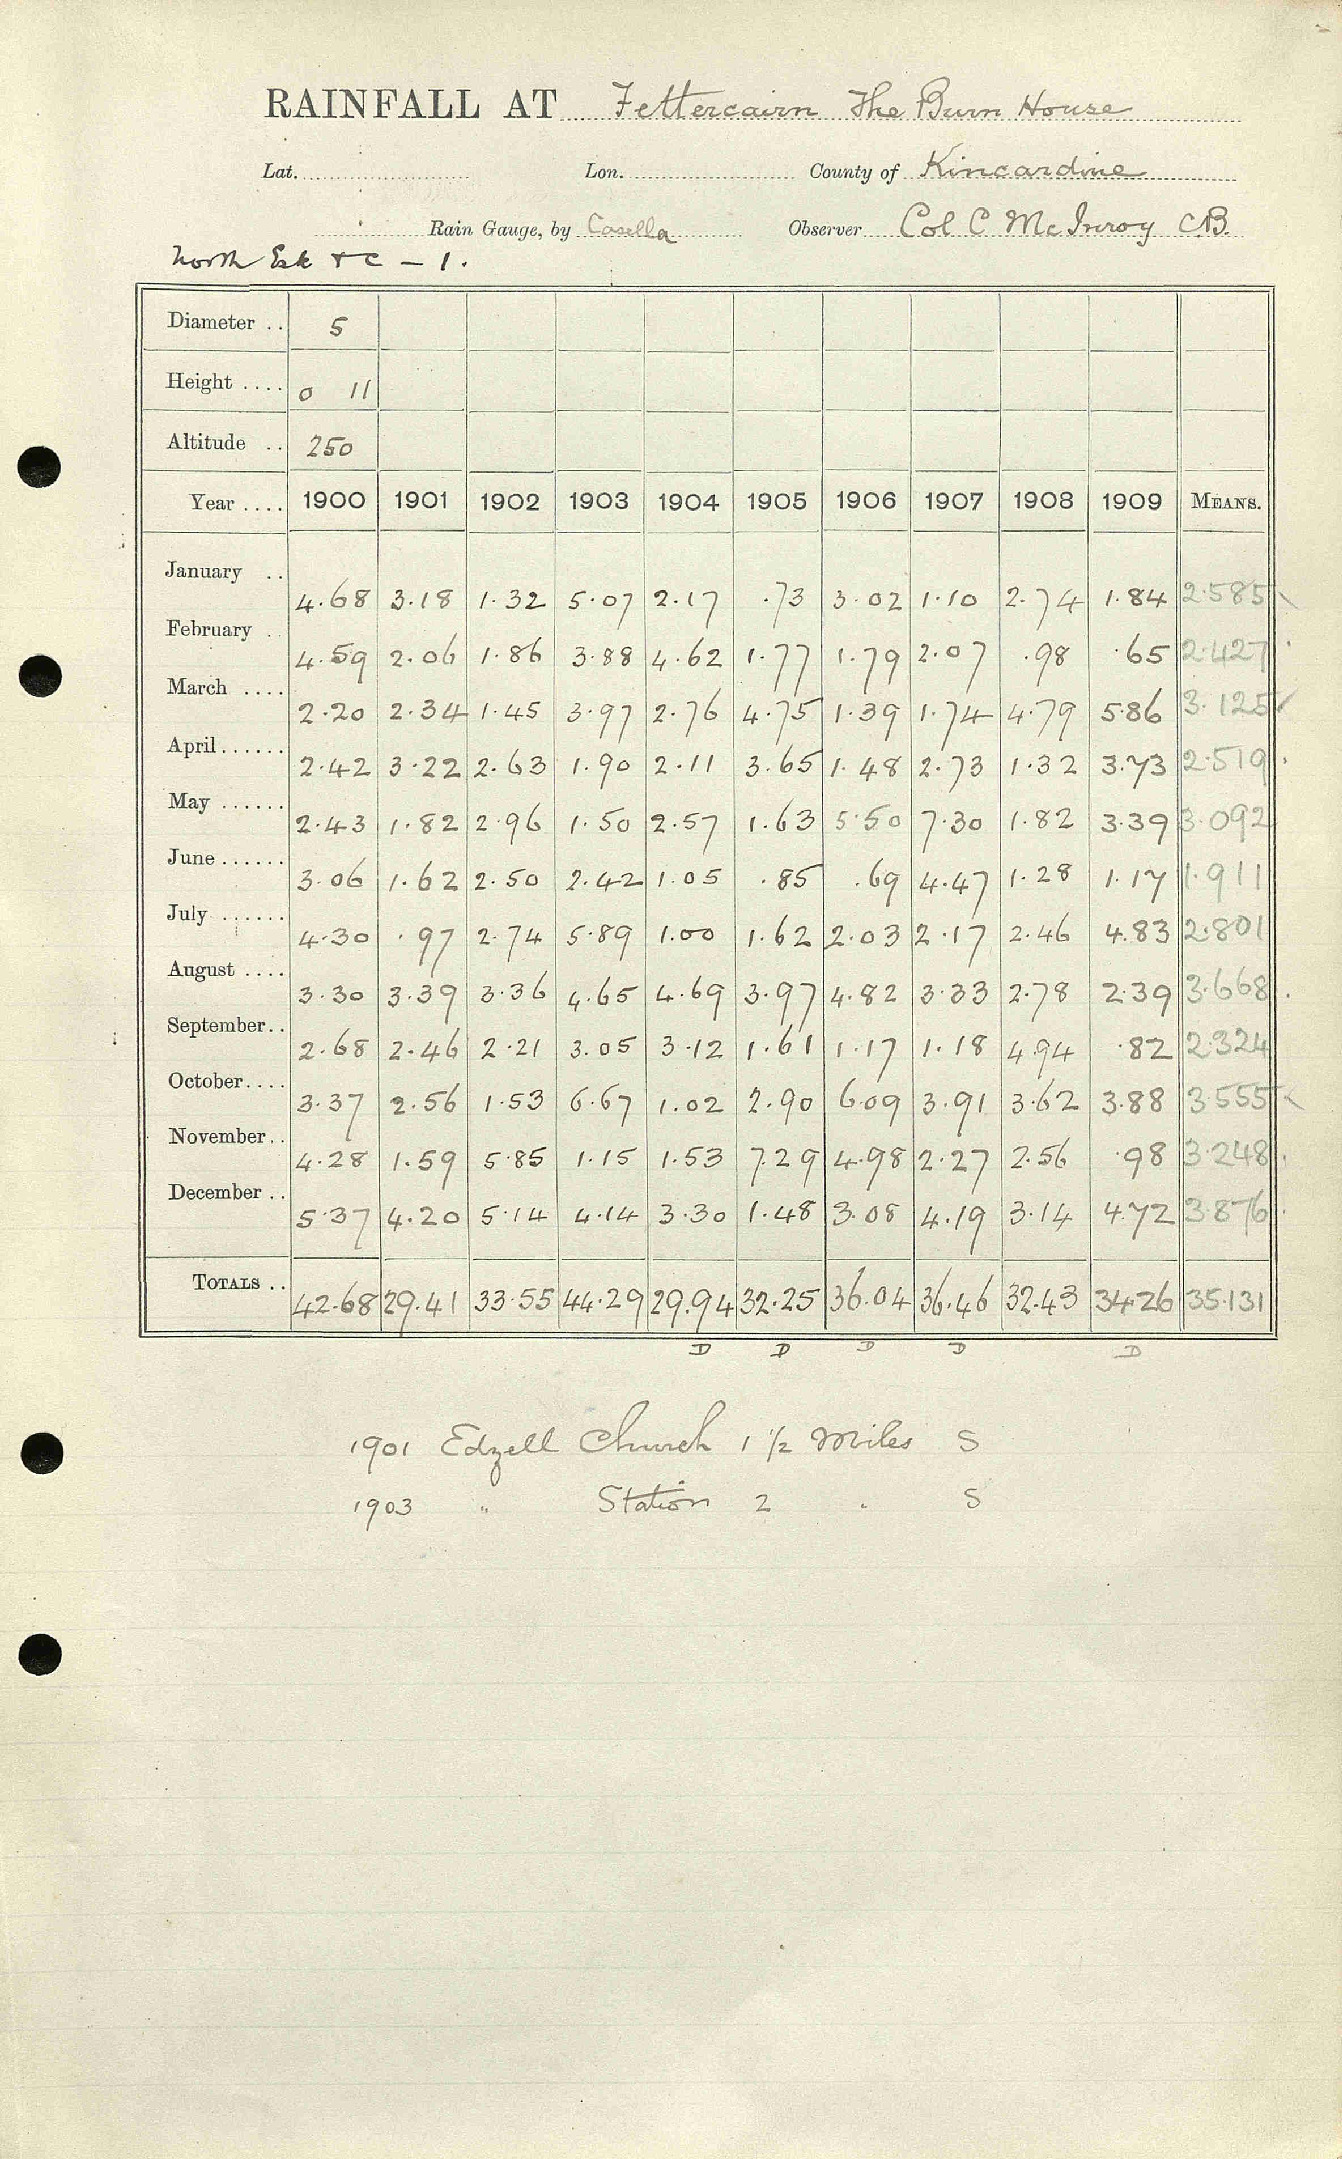 RAINFALL AT Fettercairn The Burn House
Lat. Lon. County of Kincardine
Rain Gauge, by Casella Observer Col C McInroy C.B.
North Esk &c - 1.
Diameter .. 5
Height .... 0 11
Altitude .. 250
Year .... 1900 1901 1902 1903 1904 1905 1906 1907 1908 1909 MEANS.
January .. 4.68 3.18 1.32 5.07 2.17 .73 3.02 1.10 2.74 1.84 2.585
February .. 4.59 2.06 1.86 3.88 4.62 1.77 1.79 2.07 .98 .65 2.427
March .... 2.20 2.34 1.45 3.97 2.76 4.75 1.39 1.74 4.79 5.86 3.125
April ...... 2.42 3.22 2.63 1.90 2.11 3.65 1.48 2.73 1.32 3.73 2.519
May ...... 2.43 1.82 2.96 1.50 2.57 1.63 5.50 7.30 1.82 3.39 3.092
June ...... 3.06 1.62 2.50 2.42 1.05 .85 .69 4.47 1.28 1.17 1.911
July ...... 4.30 .97 2.74 5.89 1.00 1.62 2.03 2.17 2.46 4.83 2.801
August .... 3.30 3.39 3.36 4.65 4.69 3.97 4.82 3.33 2.78 2.39 3.668
September.. 2.68 2.46 2.21 3.05 3.12 1.61 1.17 1.18 4.94 .82 2.324
October.... 3.37 2.56 1.53 6.67 1.02 2.90 6.09 3.91 3.62 3.88 3.555
November.. 4.28 1.59 5.85 1.15 1.53 7.29 4.98 2.27 2.56 .98 3.248
December .. 5.37 4.20 5.14 4.14 3.30 1.48 3.08 4.19 3.14 4.72 3.876
TOTALS .. 42.68 29.41 33.55 44.29 29.94 32.25 36.04 36.46 32.43 34.26 35.131
D D D D D
1901 Edzell Church 1 1/2 Miles S
1903 " Station 2 " S